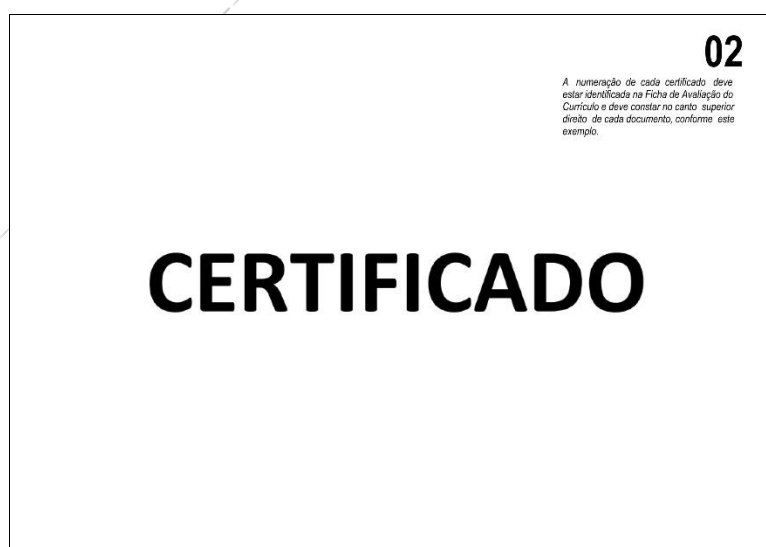 02
A numeração de cada certificado deve
estar identificada na Ficha de Avaliação do
Currículo e deve constar no canto superior
direito de cada documento, conforme este
exemplo.
CERTIFICADO